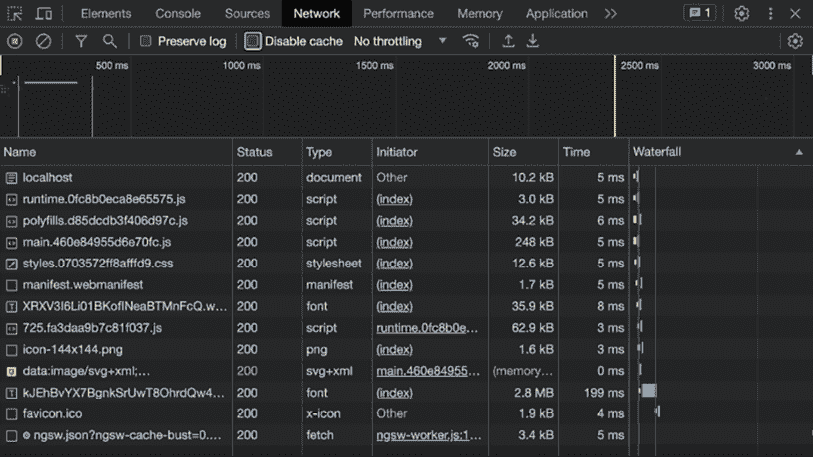 Elements Console Sources Network Performance Memory Application 1
Preserve log Disable cache No throttling
500 ms 1000 ms 1500 ms 2000 ms 2500 ms 3000 ms
Name Status Type Initiator Size Time Waterfall
localhost 200 document Other 10.2 kB 5 ms
runtime.0fc8b0eca8e65575.js 200 script (index) 3.0 kB 5 ms
polyfills.d85dcdb3f406d97c.js 200 script (index) 34.2 kB 6 ms
main.460e84955d6e70fc.js 200 script (index) 248 kB 5 ms
styles.0703572ff8afffd9.css 200 stylesheet (index) 12.6 kB 5 ms
manifest.webmanifest 200 manifest (index) 1.7 kB 5 ms
XRXV3I6Li01BKofINeaBTMnFcQ.w... 200 font (index) 35.9 kB 8 ms
725.fa3daa9b7c81f037.js 200 script runtime.0fc8b0e... 62.9 kB 3 ms
icon-144x144.png 200 png (index) 1.6 kB 3 ms
data:image/svg+xml;... 200 svg+xml main.460e84955... (memory... 0 ms
kJEhBvYX7BgnkSrUwT8OhrdQw4... 200 font (index) 2.8 MB 199 ms
favicon.ico 200 x-icon Other 1.9 kB 4 ms
ngsw.json?ngsw-cache-bust=0.... 200 fetch ngsw-worker.js:1... 3.4 kB 5 ms